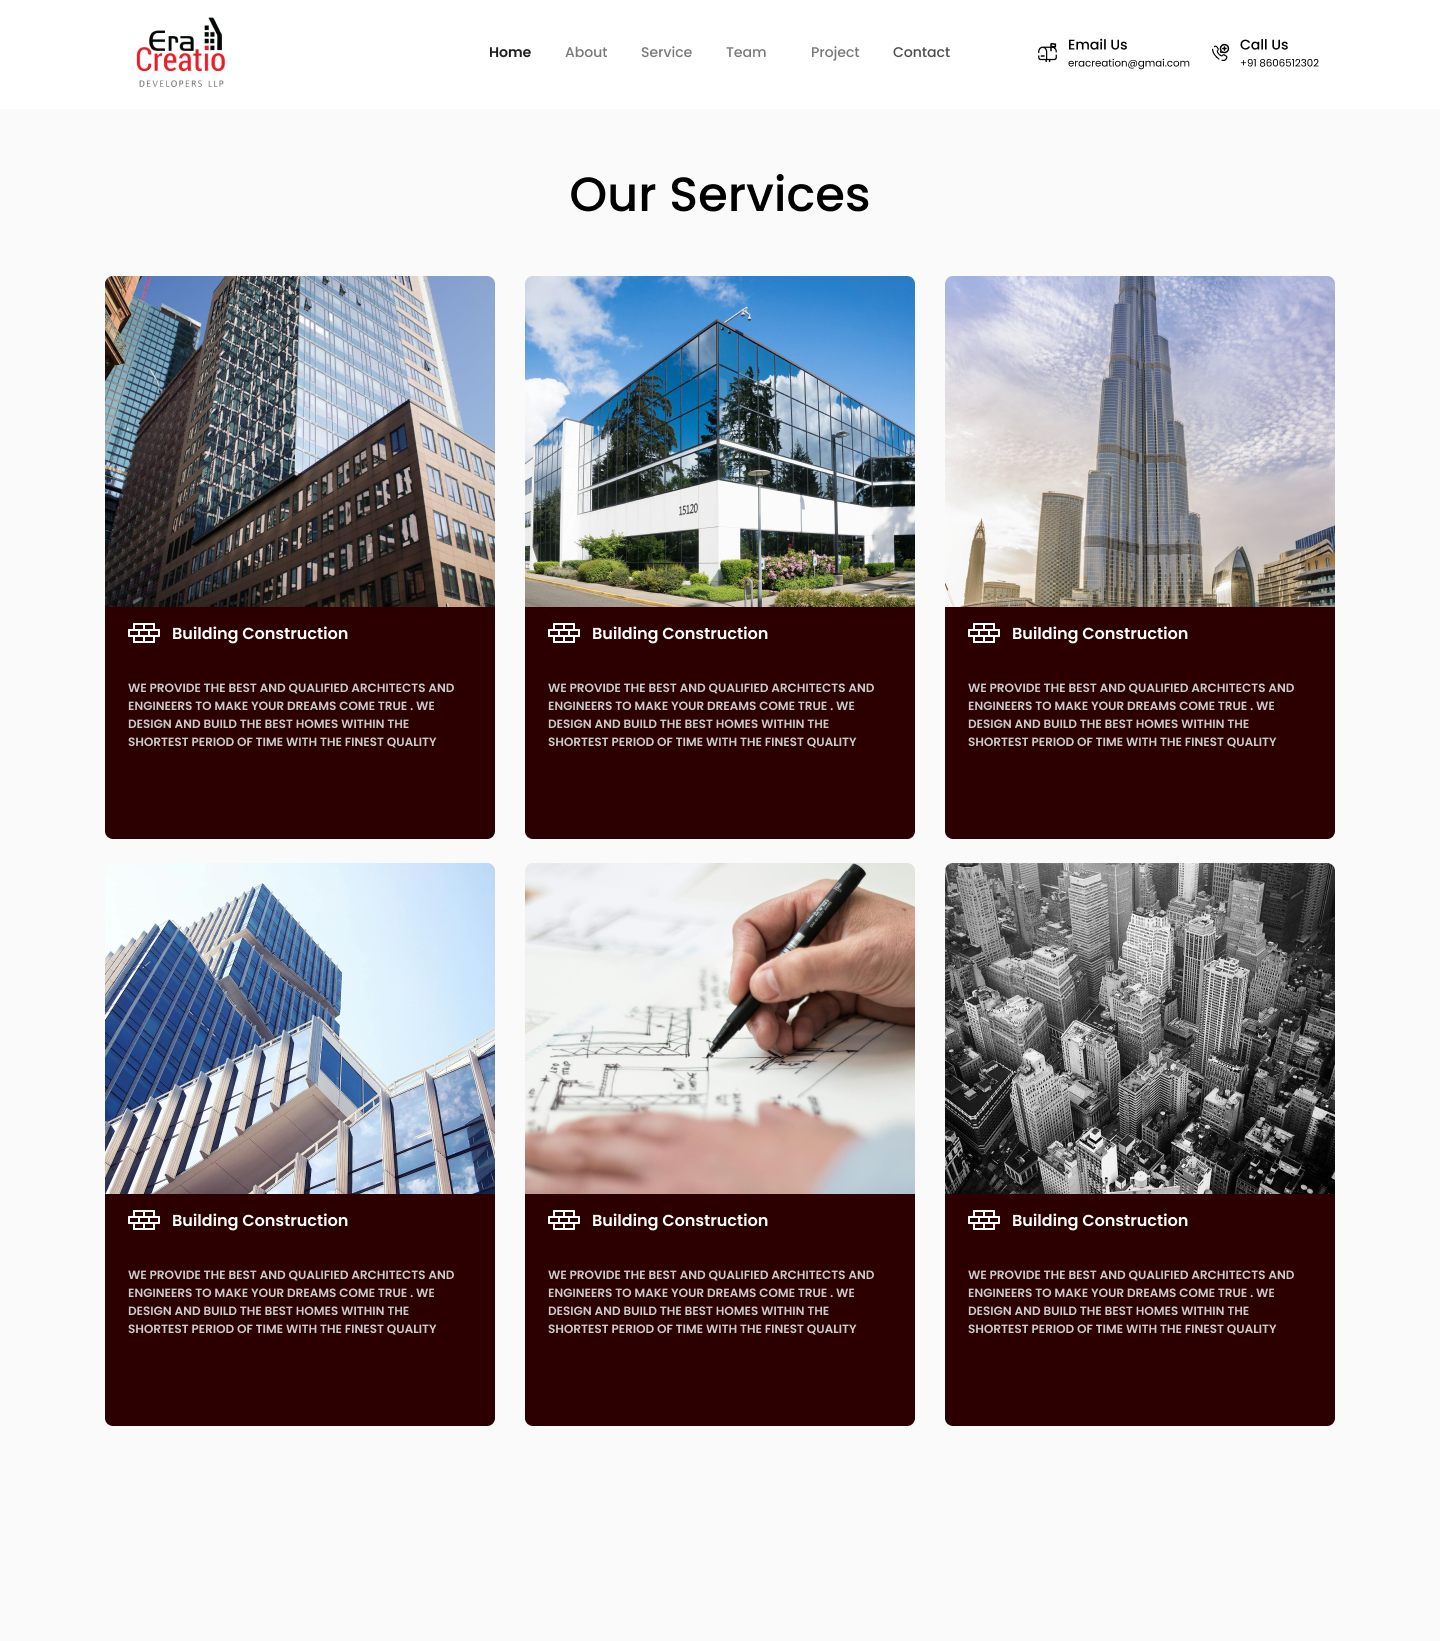 Era
Creatio
DEVELOPERS LLP
Home About Service Team Project Contact
Email Us
eracreation@gmai.com
Call Us
+91 8606512302
Our Services
15120
Building Construction
WE PROVIDE THE BEST AND QUALIFIED ARCHITECTS AND
ENGINEERS TO MAKE YOUR DREAMS COME TRUE . WE
DESIGN AND BUILD THE BEST HOMES WITHIN THE
SHORTEST PERIOD OF TIME WITH THE FINEST QUALITY
Building Construction
WE PROVIDE THE BEST AND QUALIFIED ARCHITECTS AND
ENGINEERS TO MAKE YOUR DREAMS COME TRUE . WE
DESIGN AND BUILD THE BEST HOMES WITHIN THE
SHORTEST PERIOD OF TIME WITH THE FINEST QUALITY
Building Construction
WE PROVIDE THE BEST AND QUALIFIED ARCHITECTS AND
ENGINEERS TO MAKE YOUR DREAMS COME TRUE . WE
DESIGN AND BUILD THE BEST HOMES WITHIN THE
SHORTEST PERIOD OF TIME WITH THE FINEST QUALITY
Building Construction
WE PROVIDE THE BEST AND QUALIFIED ARCHITECTS AND
ENGINEERS TO MAKE YOUR DREAMS COME TRUE . WE
DESIGN AND BUILD THE BEST HOMES WITHIN THE
SHORTEST PERIOD OF TIME WITH THE FINEST QUALITY
Building Construction
WE PROVIDE THE BEST AND QUALIFIED ARCHITECTS AND
ENGINEERS TO MAKE YOUR DREAMS COME TRUE . WE
DESIGN AND BUILD THE BEST HOMES WITHIN THE
SHORTEST PERIOD OF TIME WITH THE FINEST QUALITY
Building Construction
WE PROVIDE THE BEST AND QUALIFIED ARCHITECTS AND
ENGINEERS TO MAKE YOUR DREAMS COME TRUE . WE
DESIGN AND BUILD THE BEST HOMES WITHIN THE
SHORTEST PERIOD OF TIME WITH THE FINEST QUALITY